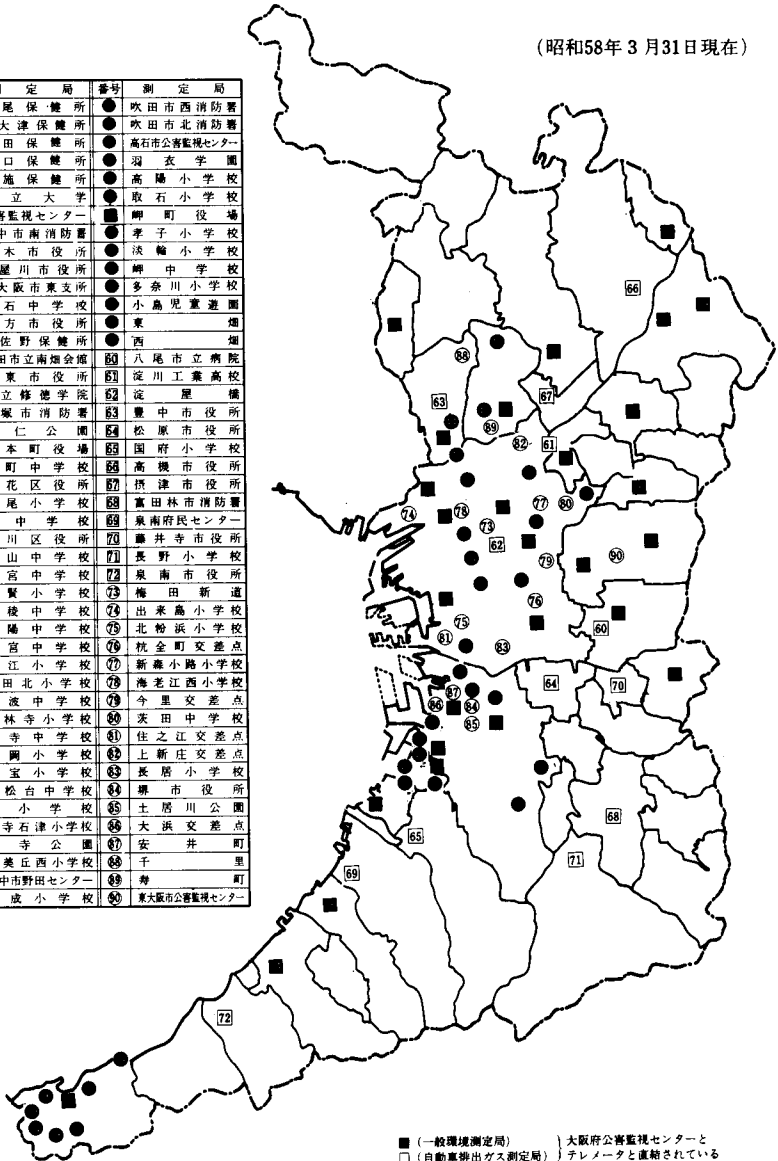 (昭和58年3月31日現在)
定局 番号 測定局
尾保健所 ● 吹田市西消防署
大津保健所 ● 吹田市北消防署
田保健所 ● 高石市公害監視センター
口保健所 ● 羽衣学園
施保健所 ● 高陽小学校
立大学 ● 取石小学校
害監視センター ■ 岬町役場
中市南消防署 ● 孝子小学校
木市役所 ● 淡輪小学校
屋川市役所 ● 岬中学校
大阪市東支所 ● 多奈川小学校
石中学校 ● 小島児童遊園
方市役所 ● 東畑
佐野保健所 ● 西畑
田市立南畑会館 60 八尾市立病院
東市役所 61 淀川工業高校
立修徳学院 62 淀屋橋
塚市消防署 63 豊中市役所
仁公園 64 松原市役所
本町役場 65 国府小学校
町中学校 66 高槻市役所
花区役所 67 摂津市役所
尾小学校 68 富田林市消防署
中学校 69 泉南府民センター
川区役所 70 藤井寺市役所
山中学校 71 長野小学校
宮中学校 72 泉南市役所
賢小学校 73 梅田新道
稜中学校 74 出来島小学校
陽中学校 75 北粉浜小学校
宮中学校 76 杭全町交差点
江小学校 77 新森小路小学校
田北小学校 78 海老江西小学校
波中学校 79 今里交差点
林寺小学校 80 茨田中学校
寺中学校 81 住之江交差点
岡小学校 82 上新庄交差点
宝小学校 83 長居小学校
松台中学校 84 堺市役所
小学校 85 土居川公園
寺石津小学校 86 大浜交差点
寺公園 87 安井町
美丘西小学校 88 千里
中市野田センター 89 寿町
成小学校 90 東大阪市公害監視センター
66
88
63
67
89
82
61
74
78
77
80
73
62
79
90
76
75
60
81
83
64
70
87
86
84
85
65
68
71
69
72
■(一般環境測定局) 大阪府公害監視センターと
□(自動車排出ガス測定局) テレメータと直結されている